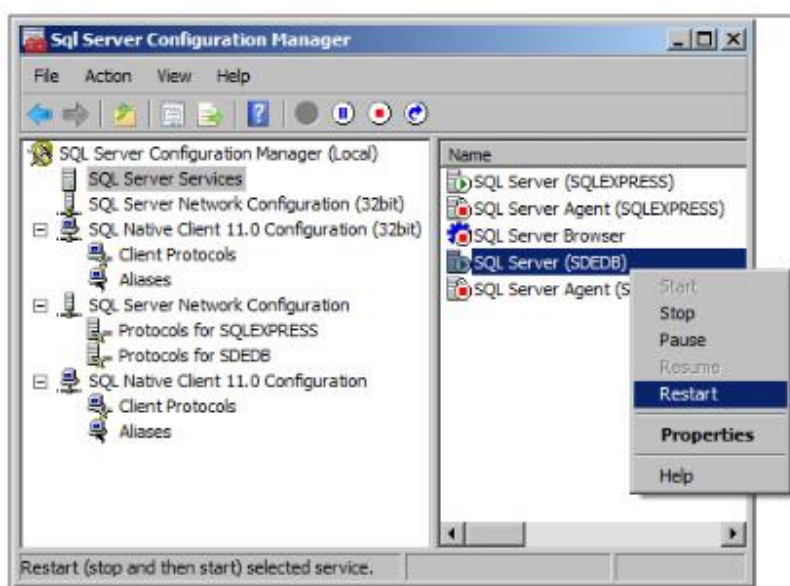 Sql Server Configuration Manager
File Action View Help
SQL Server Configuration Manager (Local)
SQL Server Services
SQL Server Network Configuration (32bit)
SQL Native Client 11.0 Configuration (32bit)
Client Protocols
Aliases
SQL Server Network Configuration
Protocols for SQLEXPRESS
Protocols for SDEDB
SQL Native Client 11.0 Configuration
Client Protocols
Aliases
Name
SQL Server (SQLEXPRESS)
SQL Server Agent (SQLEXPRESS)
SQL Server Browser
SQL Server (SDEDB)
SQL Server Agent (S
Start
Stop
Pause
Resume
Restart
Properties
Help
Restart (stop and then start) selected service.